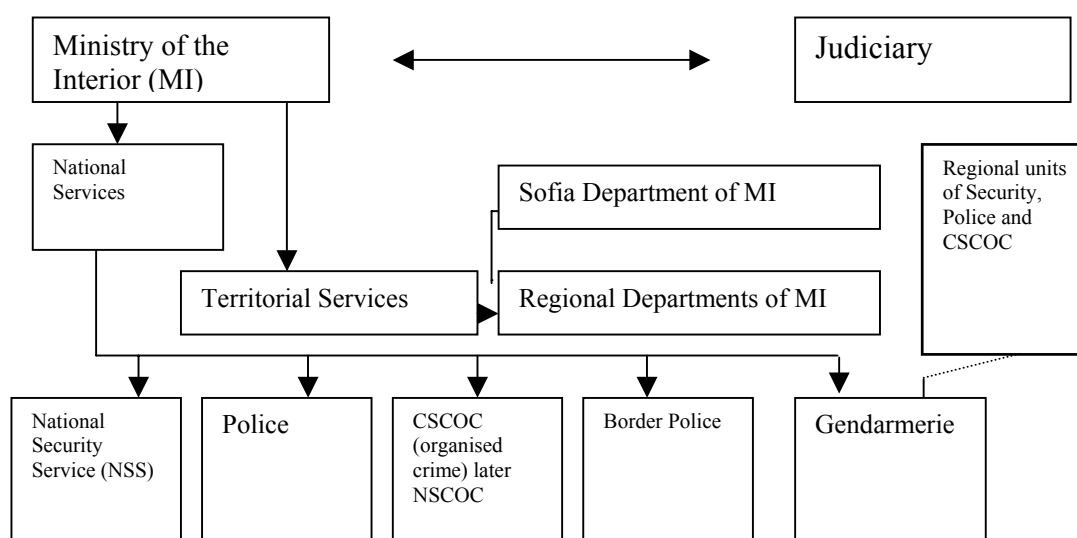 Ministry of the
Interior (MI)
Judiciary
National
Services
Sofia Department of MI
Regional units
of Security,
Police and
CSCOC
Territorial Services
Regional Departments of MI
National
Security
Service (NSS)
Police
CSCOC
(organised
crime) later
NSCOC
Border Police
Gendarmerie